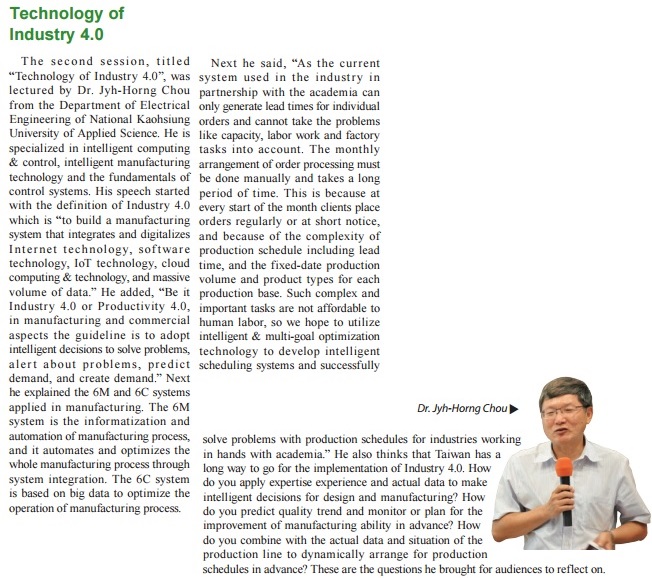 Technology of
Industry 4.0
The second session, titled
“Technology of Industry 4.0”, was
lectured by Dr. Jyh-Horng Chou
from the Department of Electrical
Engineering of National Kaohsiung
University of Applied Science. He is
specialized in intelligent computing
& control, intelligent manufacturing
technology and the fundamentals of
control systems. His speech started
with the definition of Industry 4.0
which is “to build a manufacturing
system that integrates and digitalizes
Internet technology, software
technology, IoT technology, cloud
computing & technology, and massive
volume of data.” He added, “Be it
Industry 4.0 or Productivity 4.0,
in manufacturing and commercial
aspects the guideline is to adopt
intelligent decisions to solve problems,
alert about problems, predict
demand, and create demand.” Next
he explained the 6M and 6C systems
applied in manufacturing. The 6M
system is the informatization and
automation of manufacturing process,
and it automates and optimizes the
whole manufacturing process through
system integration. The 6C system
is based on big data to optimize the
operation of manufacturing process.
Next he said, “As the current
system used in the industry in
partnership with the academia can
only generate lead times for individual
orders and cannot take the problems
like capacity, labor work and factory
tasks into account. The monthly
arrangement of order processing must
be done manually and takes a long
period of time. This is because at
every start of the month clients place
orders regularly or at short notice,
and because of the complexity of
production schedule including lead
time, and the fixed-date production
volume and product types for each
production base. Such complex and
important tasks are not affordable to
human labor, so we hope to utilize
intelligent & multi-goal optimization
technology to develop intelligent
scheduling systems and successfully
Dr. Jyh-Horng Chou ▶
solve problems with production schedules for industries working
in hands with academia.” He also thinks that Taiwan has a
long way to go for the implementation of Industry 4.0. How
do you apply expertise experience and actual data to make
intelligent decisions for design and manufacturing? How
do you predict quality trend and monitor or plan for the
improvement of manufacturing ability in advance? How
do you combine with the actual data and situation of the
production line to dynamically arrange for production
schedules in advance? These are the questions he brought for audiences to reflect on.